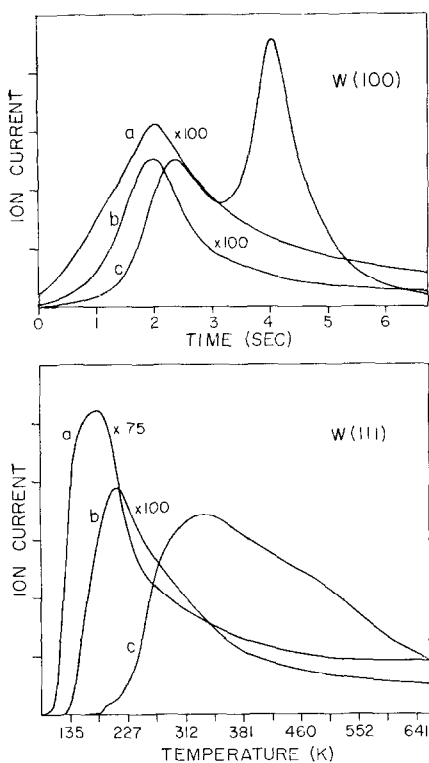 W(100)
ION CURRENT
a
x100
b
c
x100
0 1 2 3 4 5 6
TIME (SEC)
W(111)
ION CURRENT
a
x 75
b
x100
c
135 227 312 381 460 552 641
TEMPERATURE (K)